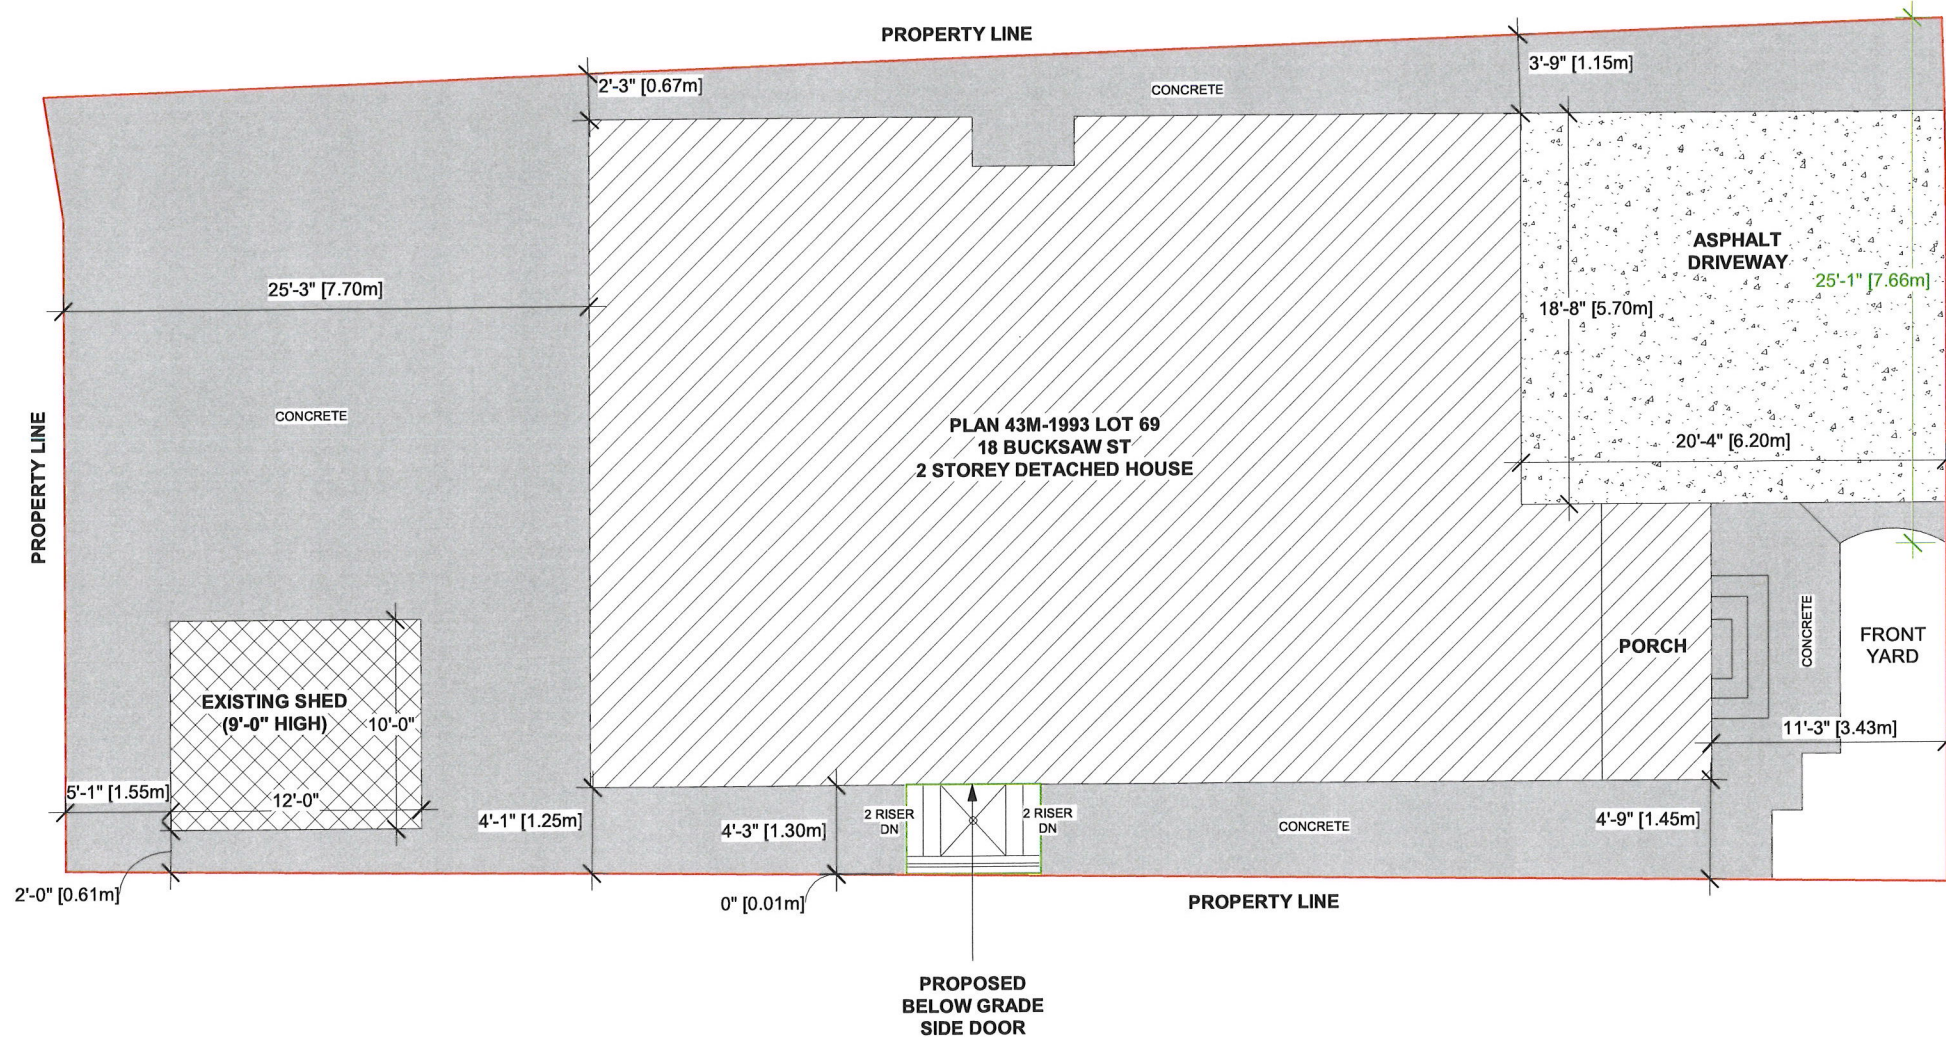 PROPERTY LINE
2'-3" [0.67m]
CONCRETE
3'-9" [1.15m]
ASPHALT
DRIVEWAY
25'-1" [7.66m]
25'-3" [7.70m]
18'-8" [5.70m]
CONCRETE
PROPERTY LINE
PLAN 43M-1993 LOT 69
18 BUCKSAW ST
2 STOREY DETACHED HOUSE
20'-4" [6.20m]
PORCH
CONCRETE
FRONT
YARD
EXISTING SHED
(9'-0" HIGH)
10'-0"
11'-3" [3.43m]
5'-1" [1.55m]
12'-0"
4'-1" [1.25m]
4'-3" [1.30m]
2 RISER
DN
2 RISER
DN
CONCRETE
4'-9" [1.45m]
2'-0" [0.61m]
0" [0.01m]
PROPERTY LINE
PROPOSED
BELOW GRADE
SIDE DOOR